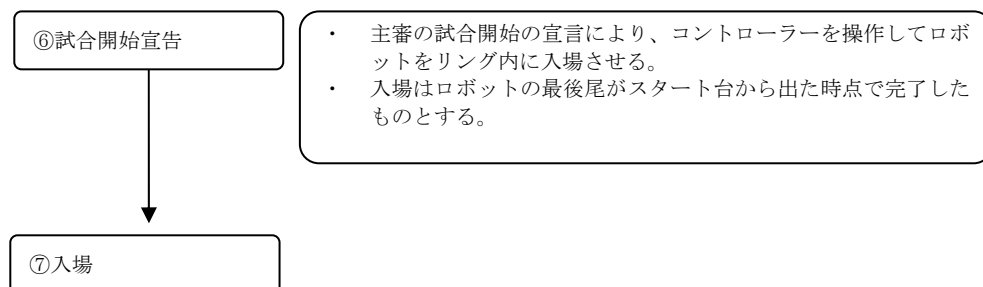 ⑥試合開始宣告
・ 主審の試合開始の宣言により、コントローラーを操作してロボ
ットをリング内に入場させる。
・ 入場はロボットの最後尾がスタート台から出た時点で完了した
ものとする。
⑦入場